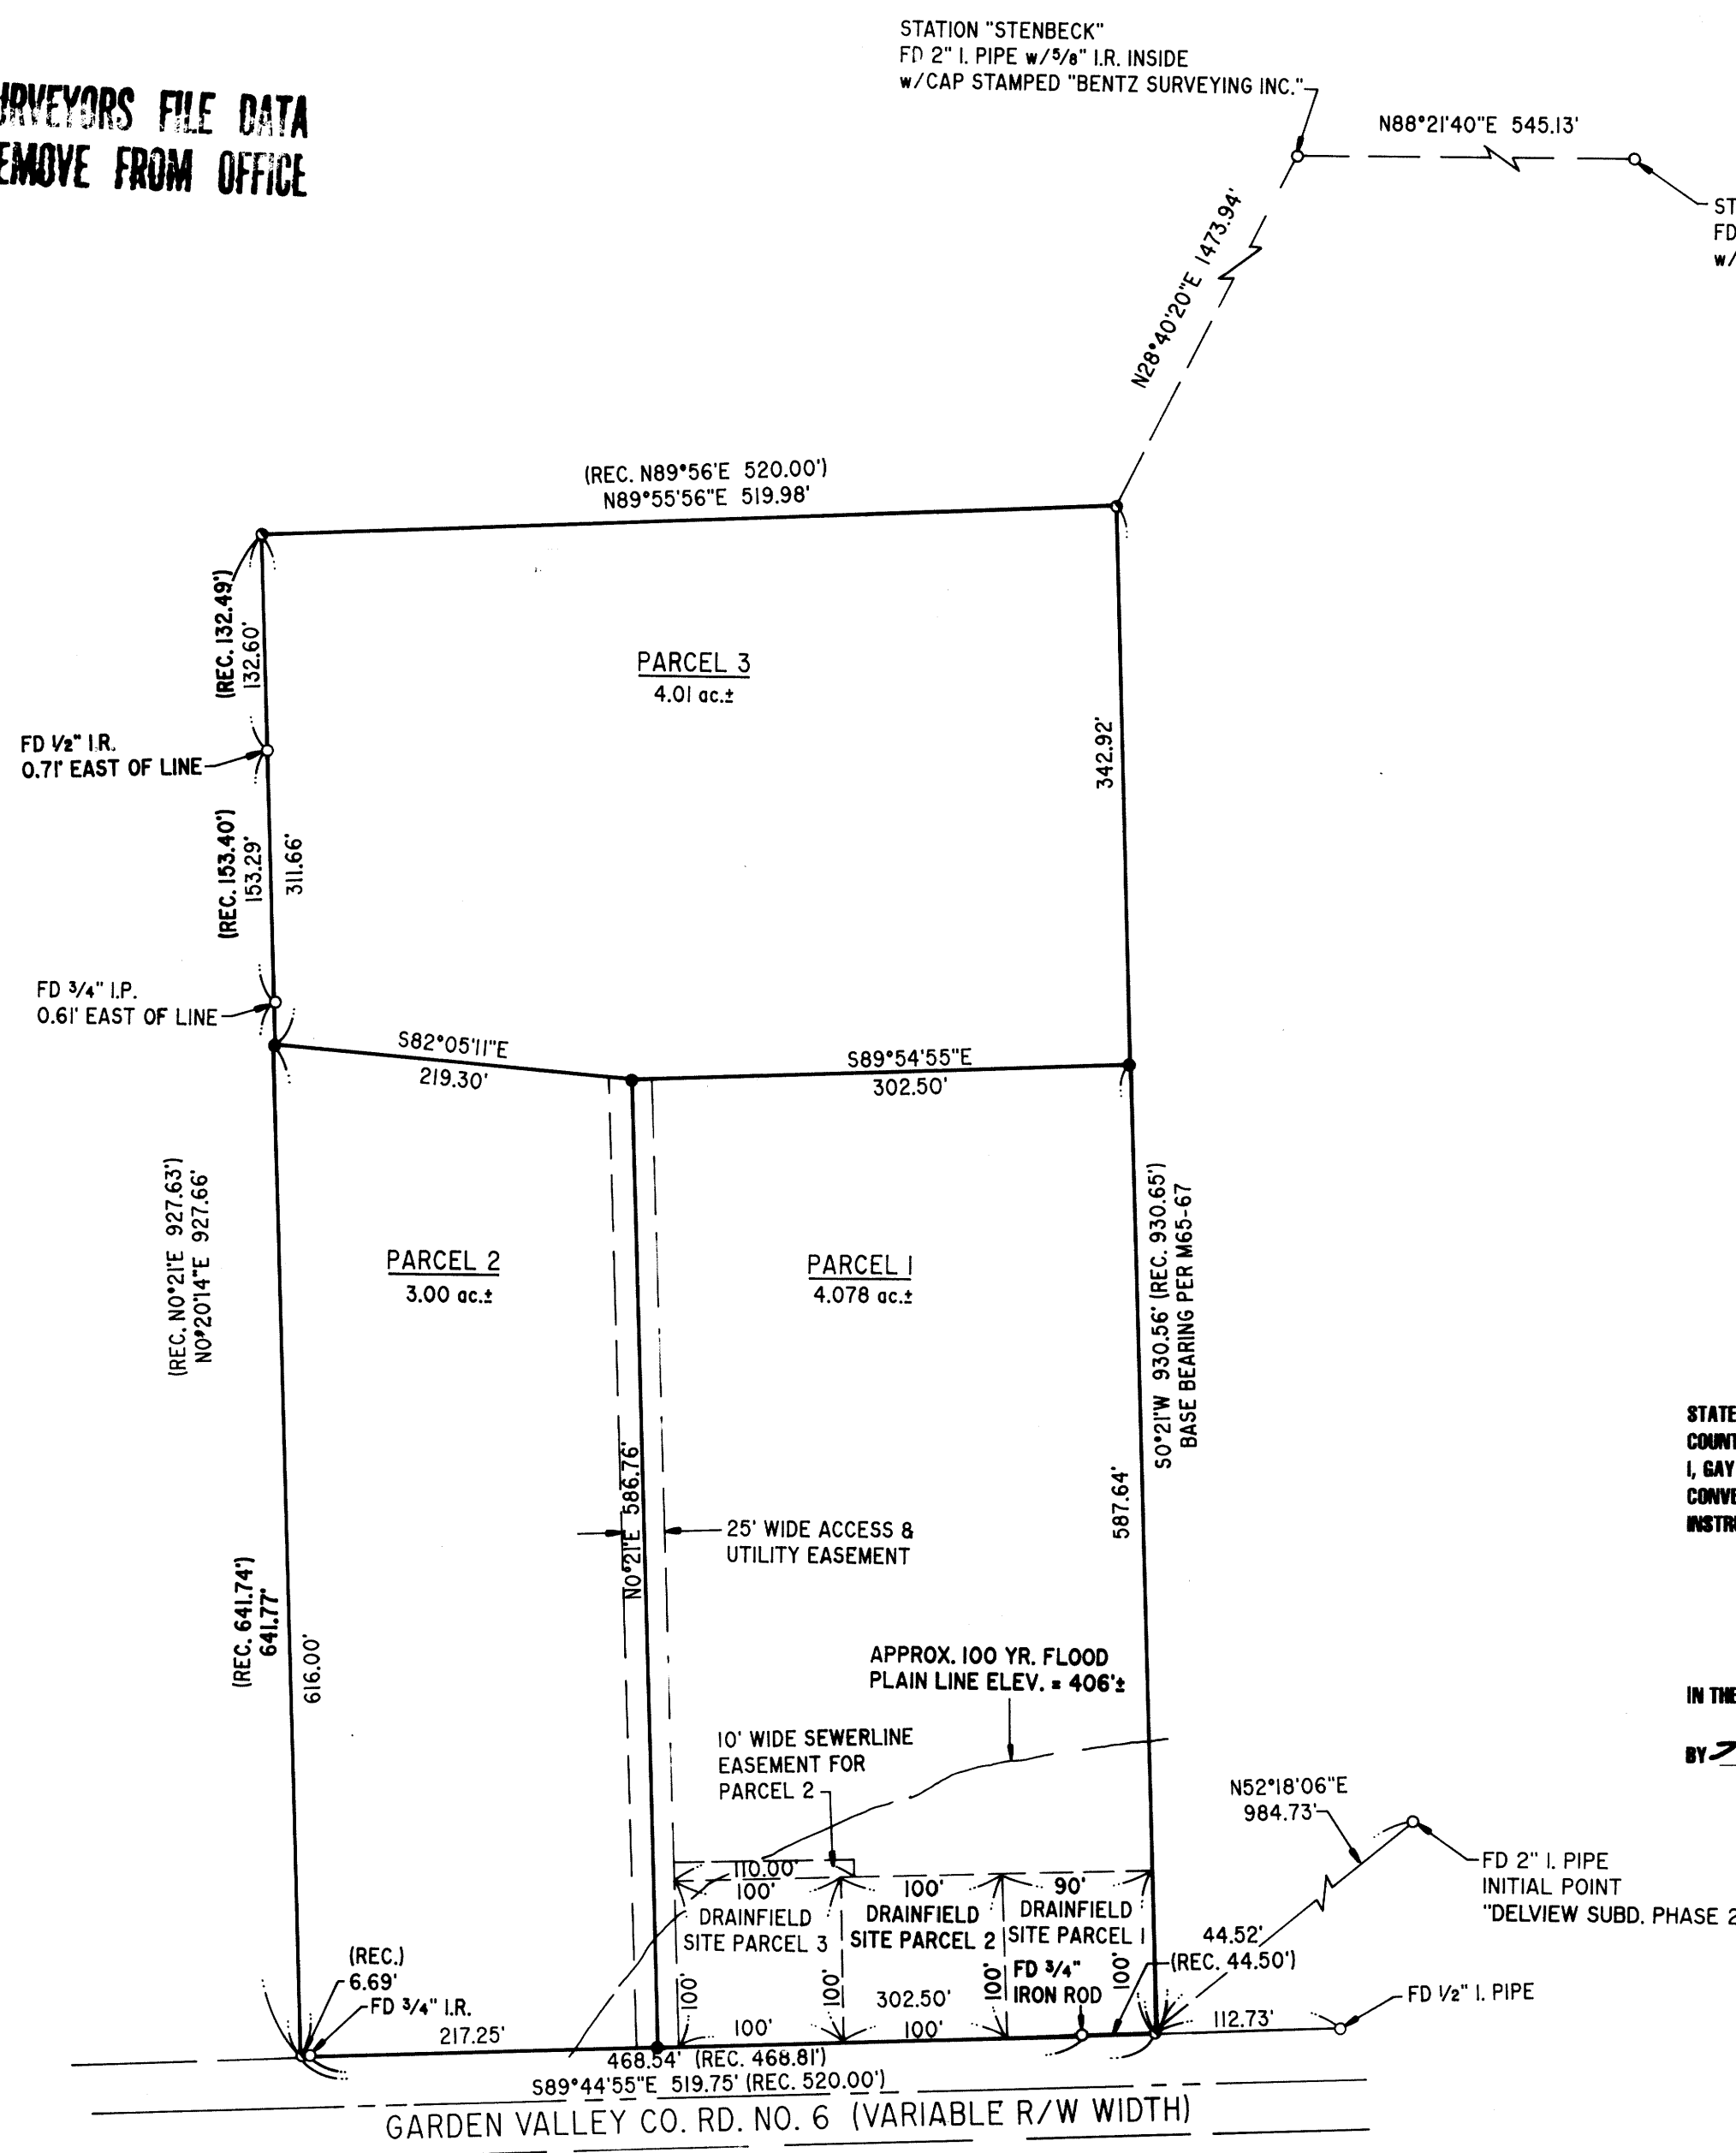 STATION "STENBECK"
FD 2" I. PIPE w/5/8" I.R. INSIDE
w/CAP STAMPED "BENTZ SURVEYING INC."
URVEYORS FILE DATA
EMOVE FROM OFFICE
N88°21'40"E 545.13'
ST
FD
w/
N28°40'20"E 1473.94'
(REC. N89°56'E 520.00')
N89°55'56"E 519.98'
(REC. 132.49')
132.60'
PARCEL 3
4.01 ac.±
FD 1/2" I.R.
0.71' EAST OF LINE
342.92'
(REC. 153.40')
153.29'
311.66'
FD 3/4" I.P.
0.61' EAST OF LINE
S82°05'11"E
219.30'
S89°54'55"E
302.50'
(REC. N0°21'E 927.63')
N0°20'14"E 927.66'
PARCEL 2
3.00 ac.±
PARCEL 1
4.078 ac.±
S0°21'W 930.56' (REC. 930.65')
BASE BEARING PER M65-67
N0°21'E 586.76'
587.64'
25' WIDE ACCESS &
UTILITY EASEMENT
STATE
COUNT
I, GAY
CONVE
INSTR
(REC. 641.74')
641.77'
616.00'
APPROX. 100 YR. FLOOD
PLAIN LINE ELEV. = 406'±
IN THE
BY
10' WIDE SEWERLINE
EASEMENT FOR
PARCEL 2
N52°18'06"E
984.73'
FD 2" I. PIPE
INITIAL POINT
"DELVIEW SUBD. PHASE 2
110.00'
100'
100'
90'
DRAINFIELD
SITE PARCEL 3
DRAINFIELD
SITE PARCEL 2
DRAINFIELD
SITE PARCEL 1
44.52'
(REC. 44.50')
(REC.)
6.69'
FD 3/4" I.R.
100'
100'
100'
100'
FD 3/4"
IRON ROD
302.50'
FD 1/2" I. PIPE
112.73'
217.25'
100'
100'
468.54' (REC. 468.81')
S89°44'55"E 519.75' (REC. 520.00')
GARDEN VALLEY CO. RD. NO. 6 (VARIABLE R/W WIDTH)